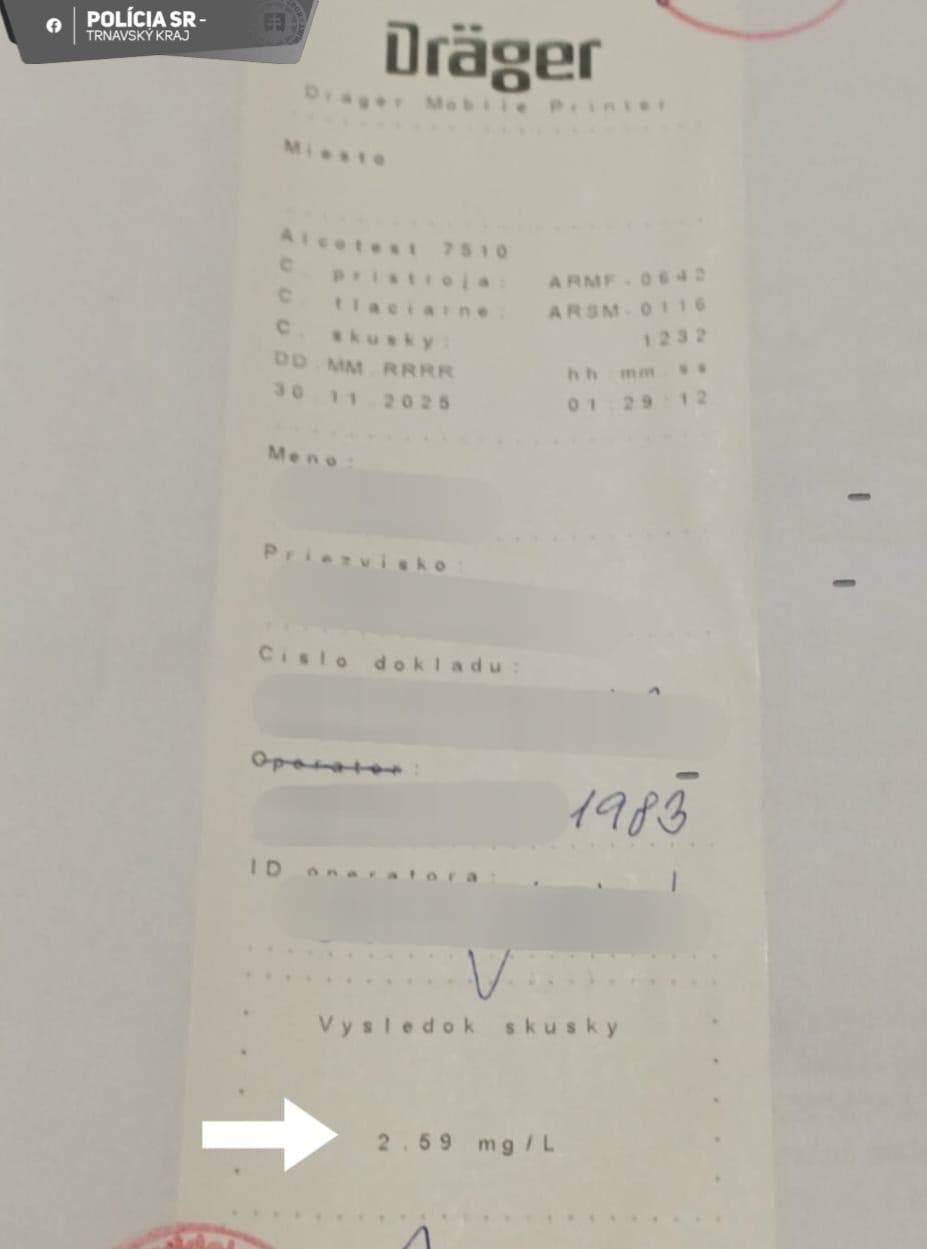 POLÍCIA SR -
TRNAVSKÝ KRAJ
Dräger
Drager Mobile Printer
Miesto
Alcotest 7510
C. pristroja: ARMF-0642
C. tlaciarne: ARSM-0116
C. skusky: 1232
DD.MM.RRRR hh:mm:ss
30.11.2025 01:29:12
Meno:
Priezvisko:
Cislo dokladu:
Operator:
1983
ID operatora:
Vysledok skusky
2.59 mg/L